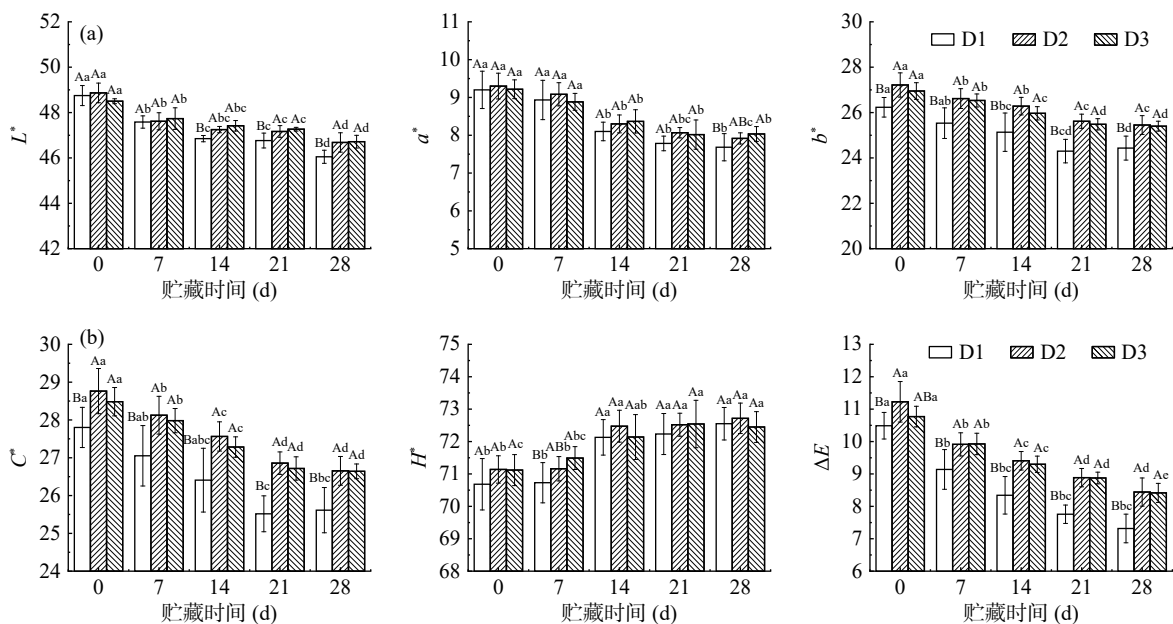 (a)
L*
52
50
48
46
44
42
Aa Aa Aa
Ab Ab Ab
Bc Abc Abc
Bc Ac Ac
Bd Ad Ad
0 7 14 21 28
贮藏时间 (d)
a*
11
10
9
8
7
6
5
Aa Aa Aa
Aa Aa Aa
Ab Ab Ab
Ab Abc Ab
Bb ABc Ab
0 7 14 21 28
贮藏时间 (d)
D1 D2 D3
b*
30
28
26
24
22
20
Ba Aa Aa
Bab Ab Ab
Bbc Ab Ac
Bcd Ac Ad
Bcd Ac Ad
0 7 14 21 28
贮藏时间 (d)
(b)
C*
30
29
28
27
26
25
24
Ba Aa Aa
Bab Ab Ab
Babc Ac Ac
Bc Ad Ad
Bc Ad Ad
0 7 14 21 28
贮藏时间 (d)
H*
75
74
73
72
71
70
69
68
Ab Ab Ac
Bb ABb Abc
Aa Aa Aab
Aa Aa Aa
Aa Aa Aa
0 7 14 21 28
贮藏时间 (d)
D1 D2 D3
ΔE
13
12
11
10
9
8
7
6
Ba Aa ABa
Bb Ab Ab
Bbc Ac Ac
Bbc Ad Ad
Bbc Ad Ae
0 7 14 21 28
贮藏时间 (d)